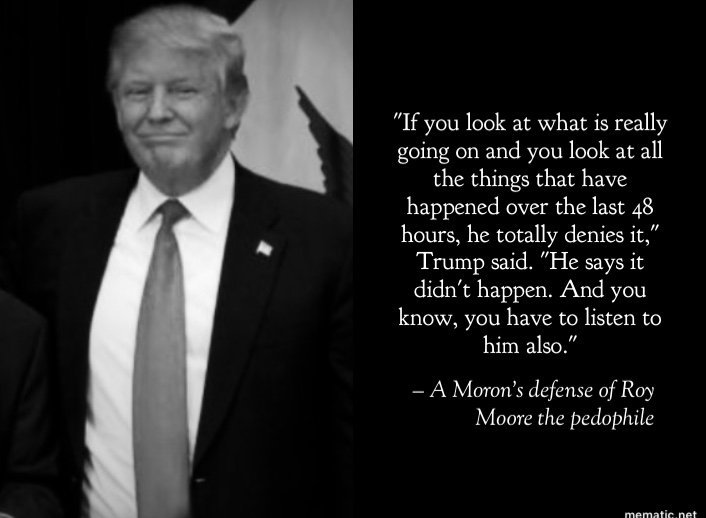 "If you look at what is really
going on and you look at all
the things that have
happened over the last 48
hours, he totally denies it,"
Trump said. "He says it
didn't happen. And you
know, you have to listen to
him also."
– A Moron's defense of Roy
Moore the pedophile
mematic.net